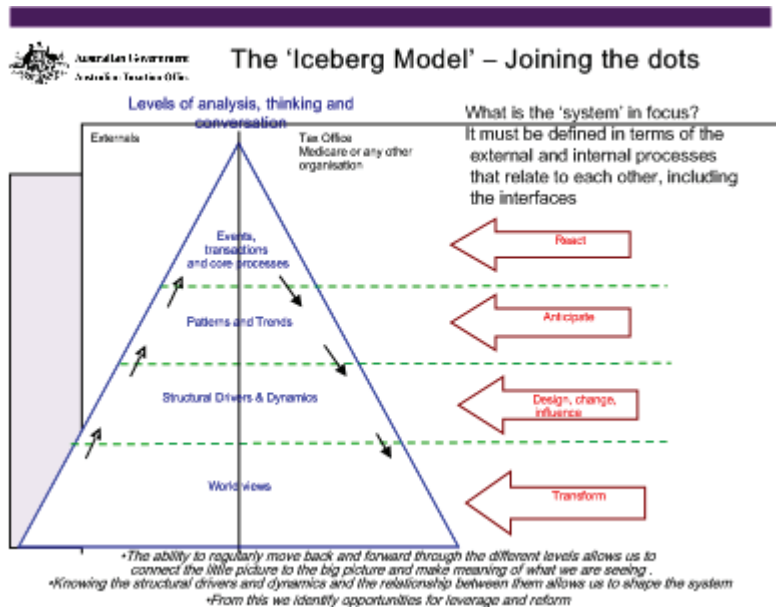 Australian Government
Australian Taxation Office
The 'Iceberg Model' – Joining the dots
Levels of analysis, thinking and
conversation
Externals
Tax Office
Medicare or any other
organisation
What is the 'system' in focus?
It must be defined in terms of the
external and internal processes
that relate to each other, including
the interfaces
Events,
transactions
and core processes
React
Patterns and Trends
Anticipate
Structural Drivers & Dynamics
Design, change,
influence
World views
Transform
•The ability to regularly move back and forward through the different levels allows us to
connect the little picture to the big picture and make meaning of what we are seeing .
•Knowing the structural drivers and dynamics and the relationship between them allows us to shape the system
•From this we identify opportunities for leverage and reform